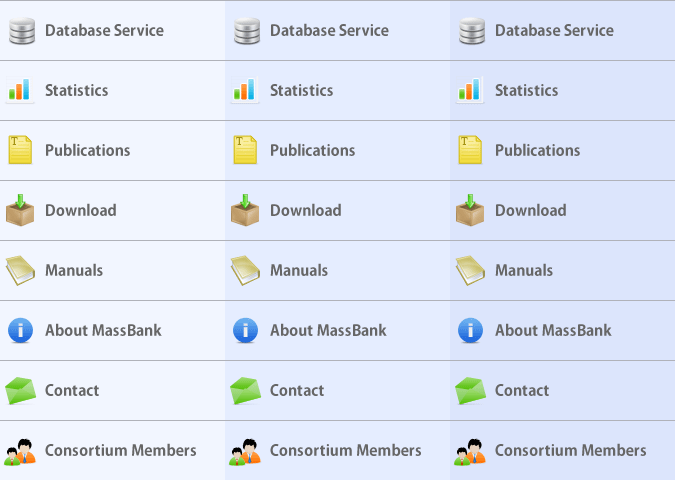 Database Service Database Service Database Service
Statistics Statistics Statistics
T Publications T Publications T Publications
Download Download Download
Manuals Manuals Manuals
i About MassBank i About MassBank i About MassBank
Contact Contact Contact
Consortium Members Consortium Members Consortium Members